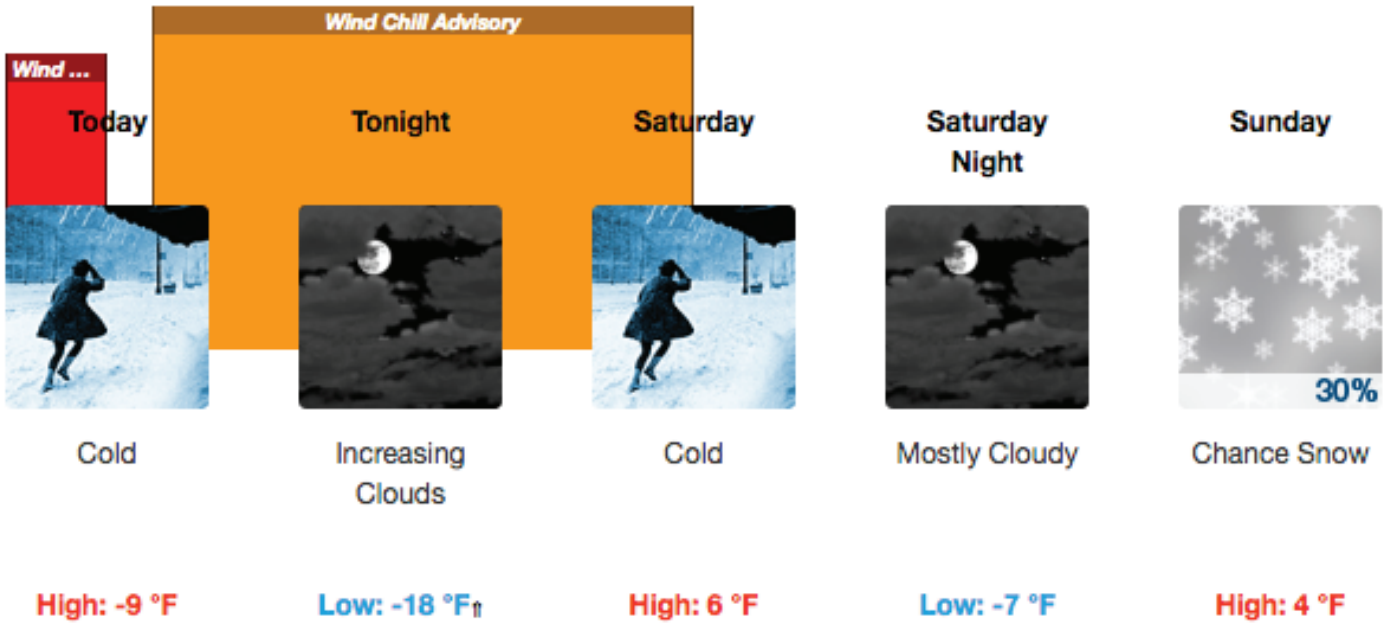 Wind Chill Advisory
Wind ...
Today
Tonight
Saturday
Saturday
Night
Sunday
30%
Cold
Increasing
Clouds
Cold
Mostly Cloudy
Chance Snow
High: -9 °F
Low: -18 °F⇑
High: 6 °F
Low: -7 °F
High: 4 °F